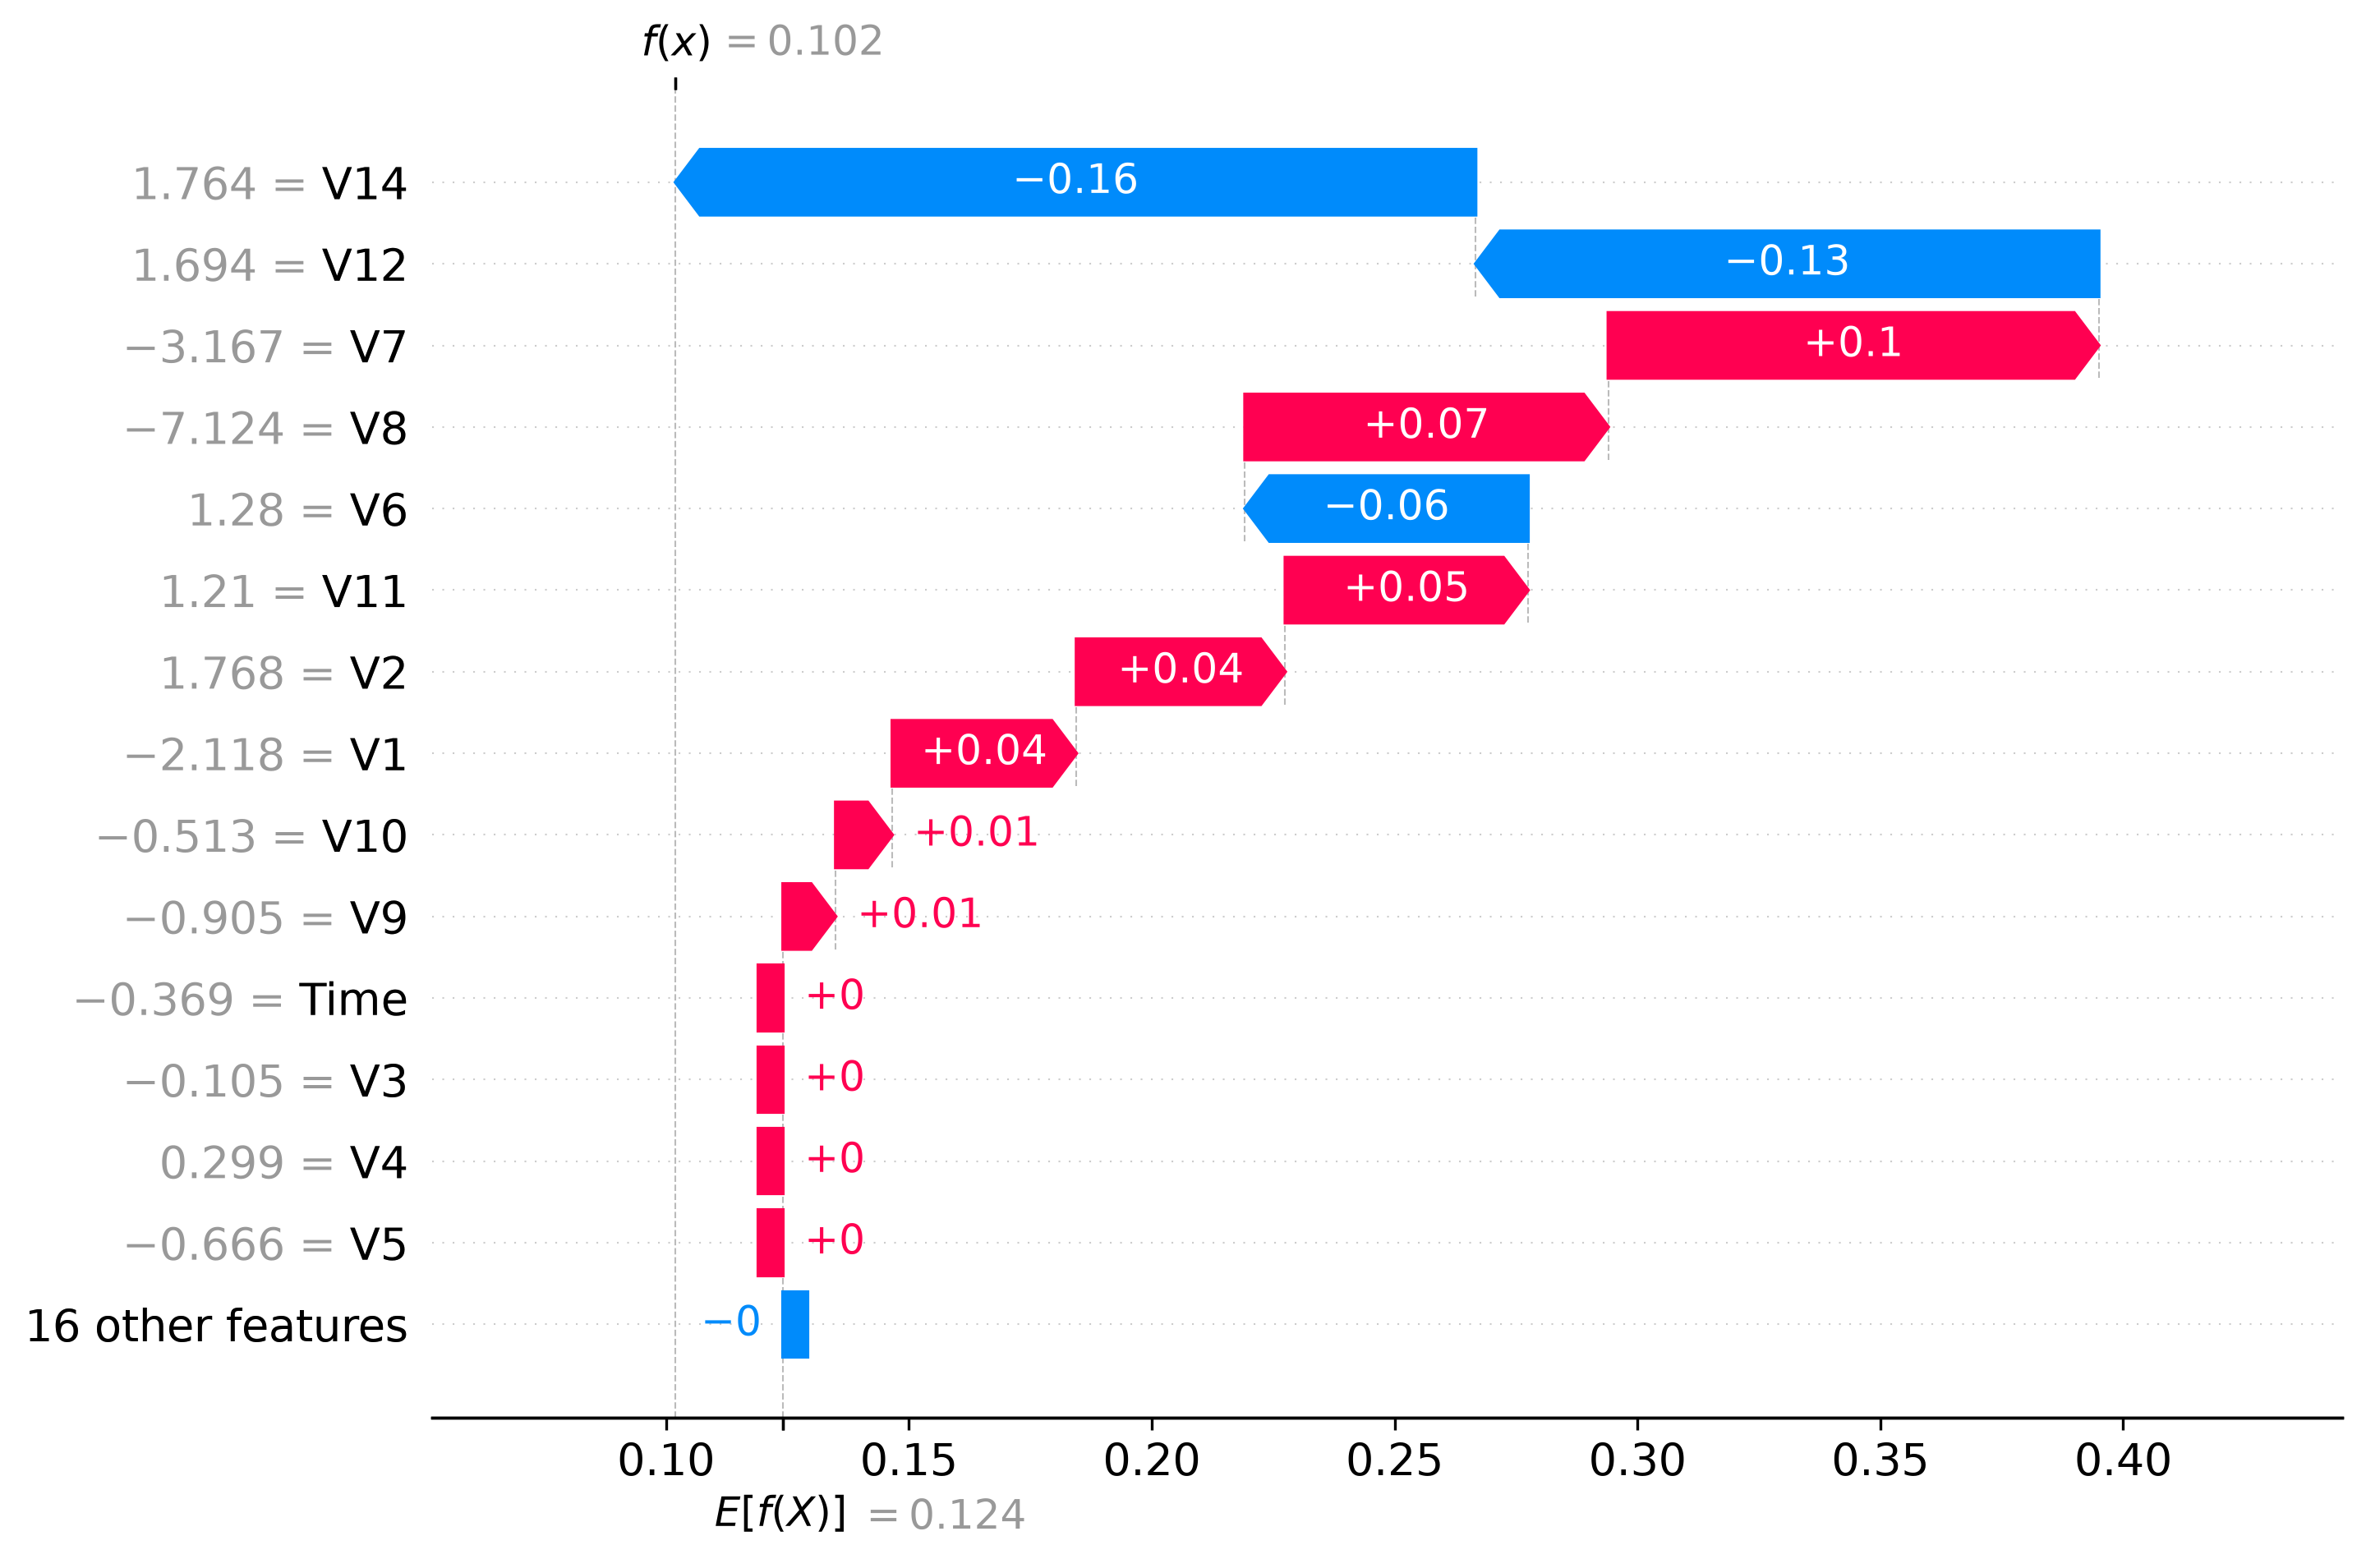 f(x) = 0.102
1.764 = V14 −0.16
1.694 = V12 −0.13
−3.167 = V7 +0.1
−7.124 = V8 +0.07
1.28 = V6 −0.06
1.21 = V11 +0.05
1.768 = V2 +0.04
−2.118 = V1 +0.04
−0.513 = V10 +0.01
−0.905 = V9 +0.01
−0.369 = Time +0
−0.105 = V3 +0
0.299 = V4 +0
−0.666 = V5 +0
16 other features −0
0.10 0.15 0.20 0.25 0.30 0.35 0.40
E[f(X)] = 0.124